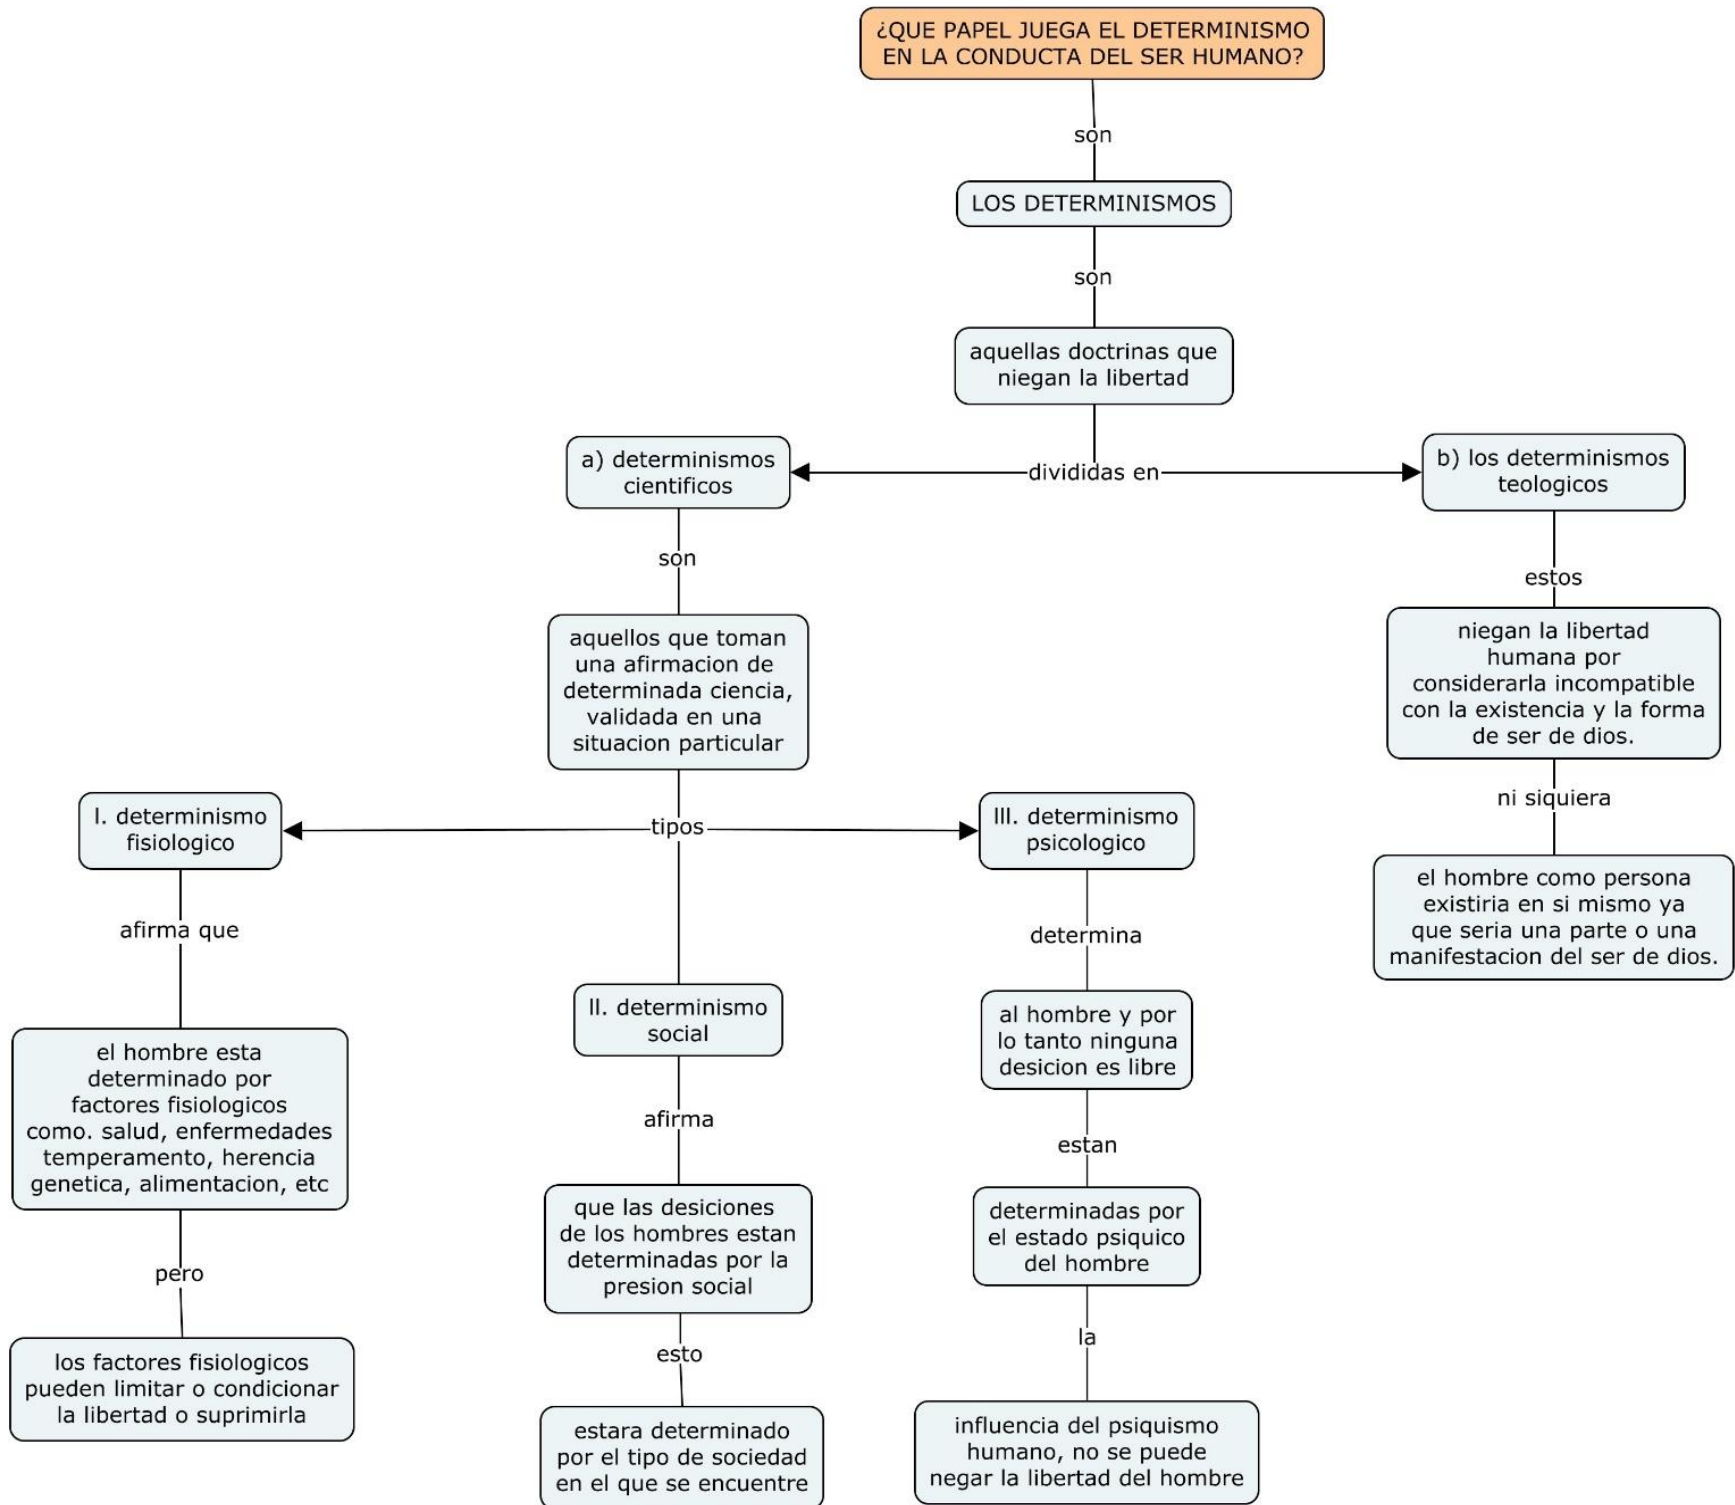 ¿QUE PAPEL JUEGA EL DETERMINISMO
EN LA CONDUCTA DEL SER HUMANO?
son
LOS DETERMINISMOS
son
aquellas doctrinas que
niegan la libertad
divididas en
a) determinismos
cientificos
son
aquellos que toman
una afirmacion de
determinada ciencia,
validada en una
situacion particular
tipos
I. determinismo
fisiologico
afirma que
el hombre esta
determinado por
factores fisiologicos
como. salud, enfermedades
temperamento, herencia
genetica, alimentacion, etc
pero
los factores fisiologicos
pueden limitar o condicionar
la libertad o suprimirla
II. determinismo
social
afirma
que las desiciones
de los hombres estan
determinadas por la
presion social
esto
estara determinado
por el tipo de sociedad
en el que se encuentre
III. determinismo
psicologico
determina
al hombre y por
lo tanto ninguna
desicion es libre
estan
determinadas por
el estado psiquico
del hombre
la
influencia del psiquismo
humano, no se puede
negar la libertad del hombre
b) los determinismos
teologicos
estos
niegan la libertad
humana por
considerarla incompatible
con la existencia y la forma
de ser de dios.
ni siquiera
el hombre como persona
existiria en si mismo ya
que seria una parte o una
manifestacion del ser de dios.